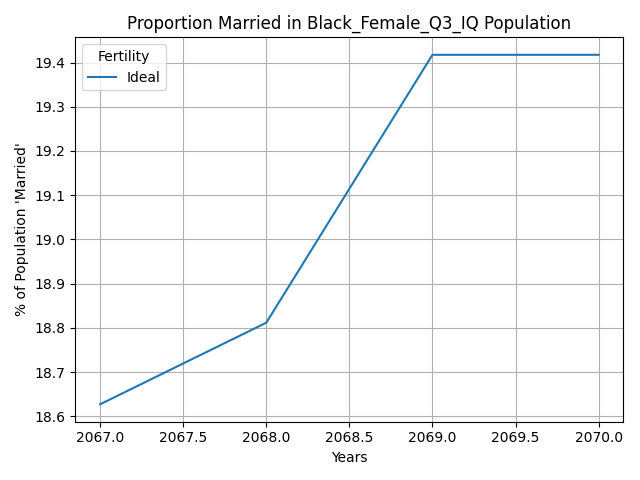 Proportion Married in Black_Female_Q3_IQ Population
Fertility
Ideal
% of Population 'Married'
19.4
19.3
19.2
19.1
19.0
18.9
18.8
18.7
18.6
2067.0 2067.5 2068.0 2068.5 2069.0 2069.5 2070.0
Years